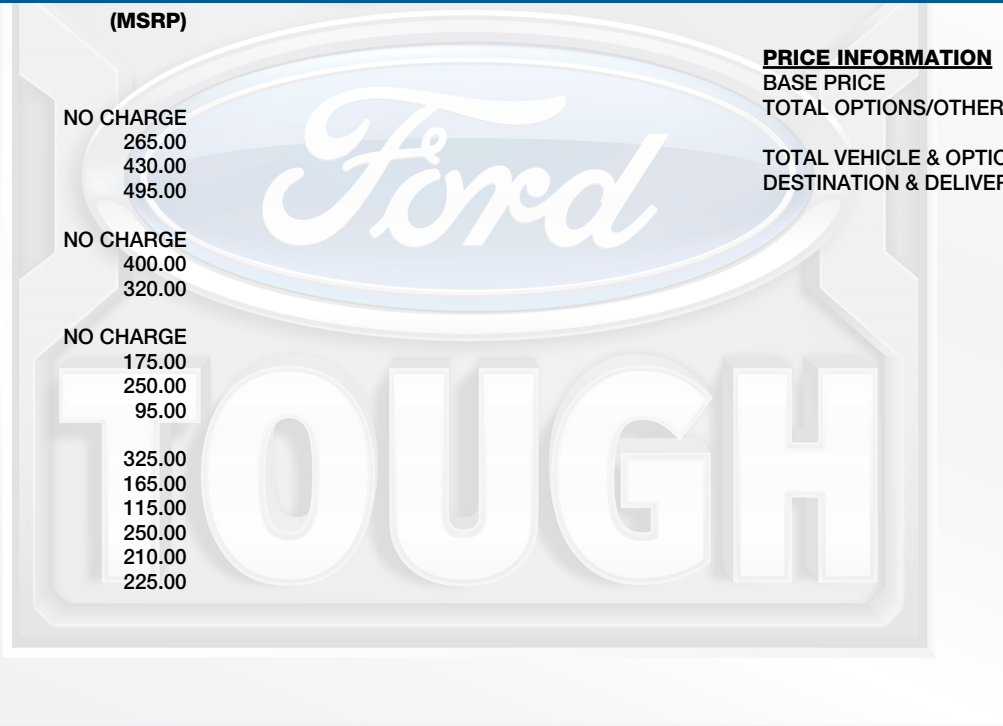 (MSRP)
NO CHARGE
265.00
430.00
495.00
NO CHARGE
400.00
320.00
NO CHARGE
175.00
250.00
95.00
325.00
165.00
115.00
250.00
210.00
225.00
PRICE INFORMATION
BASE PRICE
TOTAL OPTIONS/OTHER
TOTAL VEHICLE & OPTIO
DESTINATION & DELIVER
Ford
TOUGH